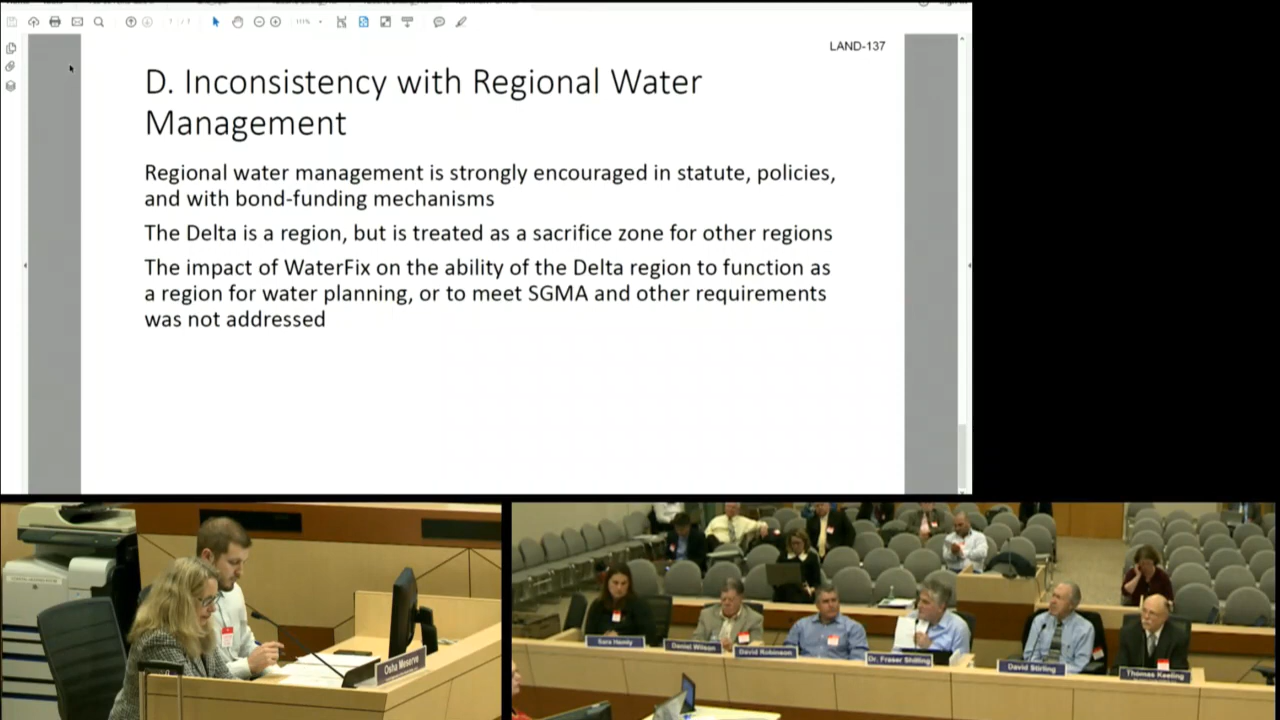 LAND-137
D. Inconsistency with Regional Water
Management
Regional water management is strongly encouraged in statute, policies,
and with bond-funding mechanisms
The Delta is a region, but is treated as a sacrifice zone for other regions
The impact of WaterFix on the ability of the Delta region to function as
a region for water planning, or to meet SGMA and other requirements
was not addressed
Osha Meserve
Sara Hemly
Daniel Wilson
David Robinson
Dr. Fraser Shilling
David Stirling
Thomas Keeling